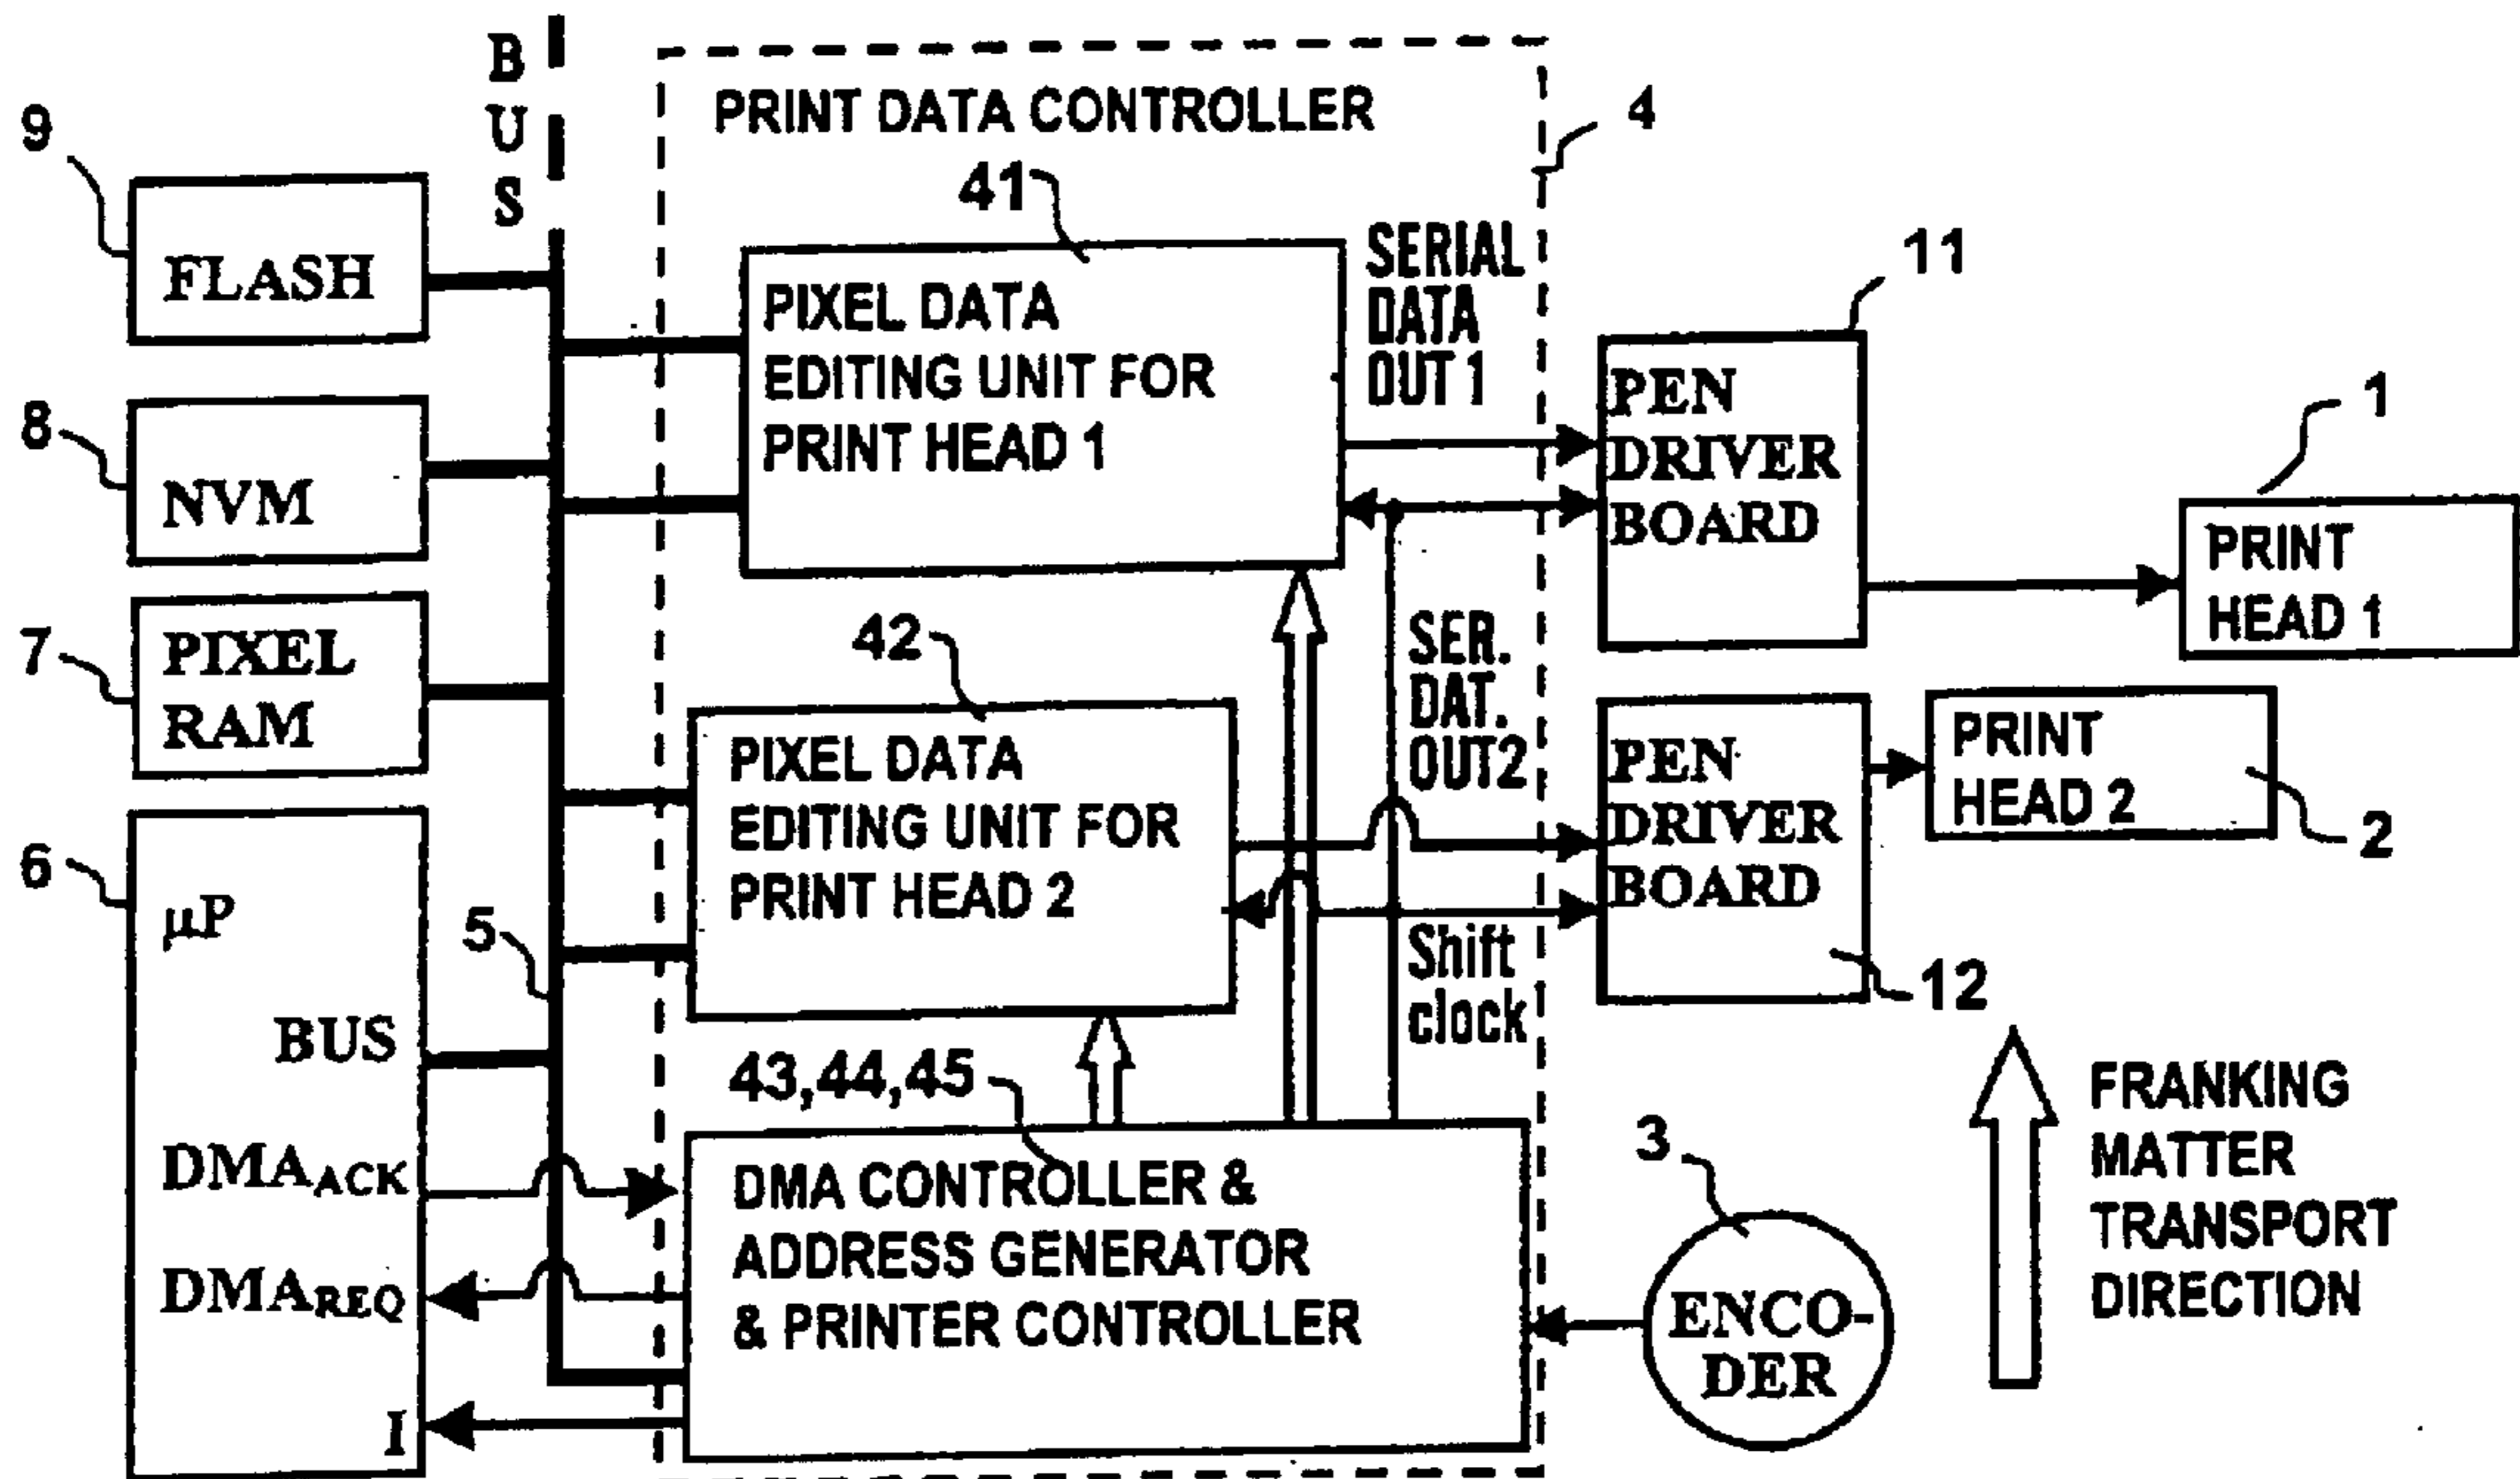 B
U
S
PRINT DATA CONTROLLER
4
9
FLASH
41
PIXEL DATA
EDITING UNIT FOR
PRINT HEAD 1
SERIAL
DATA
OUT 1
11
PEN
DRIVER
BOARD
1
PRINT
HEAD 1
8
NVM
7
PIXEL
RAM
42
PIXEL DATA
EDITING UNIT FOR
PRINT HEAD 2
SER.
DAT.
OUT2
Shift
clock
PEN
DRIVER
BOARD
12
PRINT
HEAD 2
2
6
µP
5
BUS
DMAACK
DMAREQ
I
43,44,45
DMA CONTROLLER &
ADDRESS GENERATOR
& PRINTER CONTROLLER
3
ENCO-
DER
FRANKING
MATTER
TRANSPORT
DIRECTION